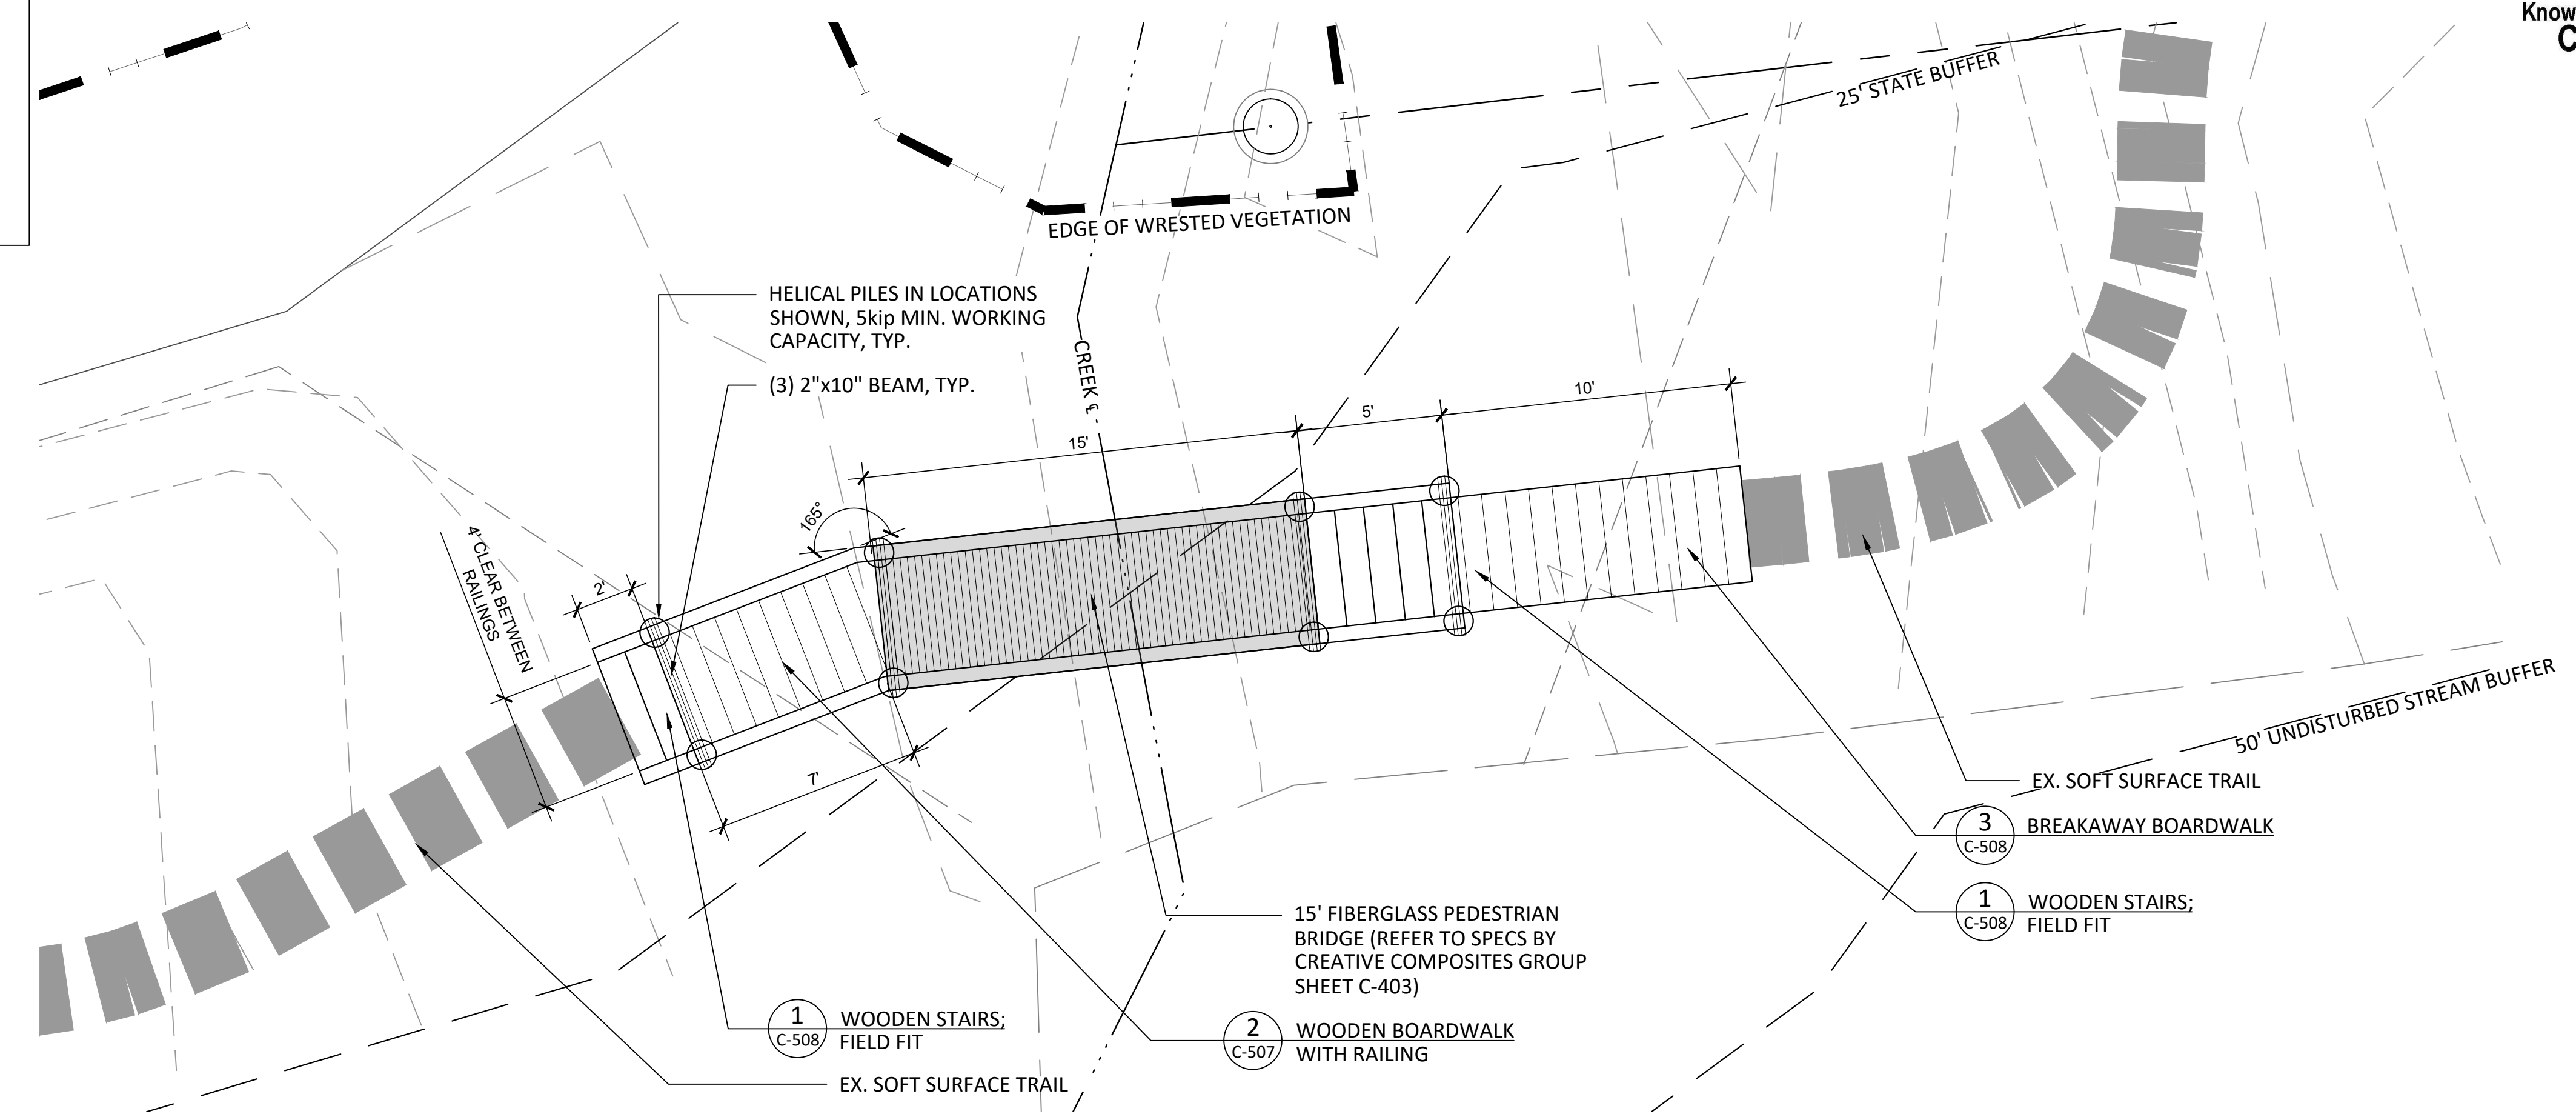 Know
C
25' STATE BUFFER
EDGE OF WRESTED VEGETATION
HELICAL PILES IN LOCATIONS
SHOWN, 5kip MIN. WORKING
CAPACITY, TYP.
(3) 2"x10" BEAM, TYP.
CREEK ℄
10'
5'
15'
165°
4' CLEAR BETWEEN
RAILINGS
2'
7'
50' UNDISTURBED STREAM BUFFER
EX. SOFT SURFACE TRAIL
3
C-508
BREAKAWAY BOARDWALK
1
C-508
WOODEN STAIRS;
FIELD FIT
15' FIBERGLASS PEDESTRIAN
BRIDGE (REFER TO SPECS BY
CREATIVE COMPOSITES GROUP
SHEET C-403)
1
C-508
WOODEN STAIRS;
FIELD FIT
2
C-507
WOODEN BOARDWALK
WITH RAILING
EX. SOFT SURFACE TRAIL